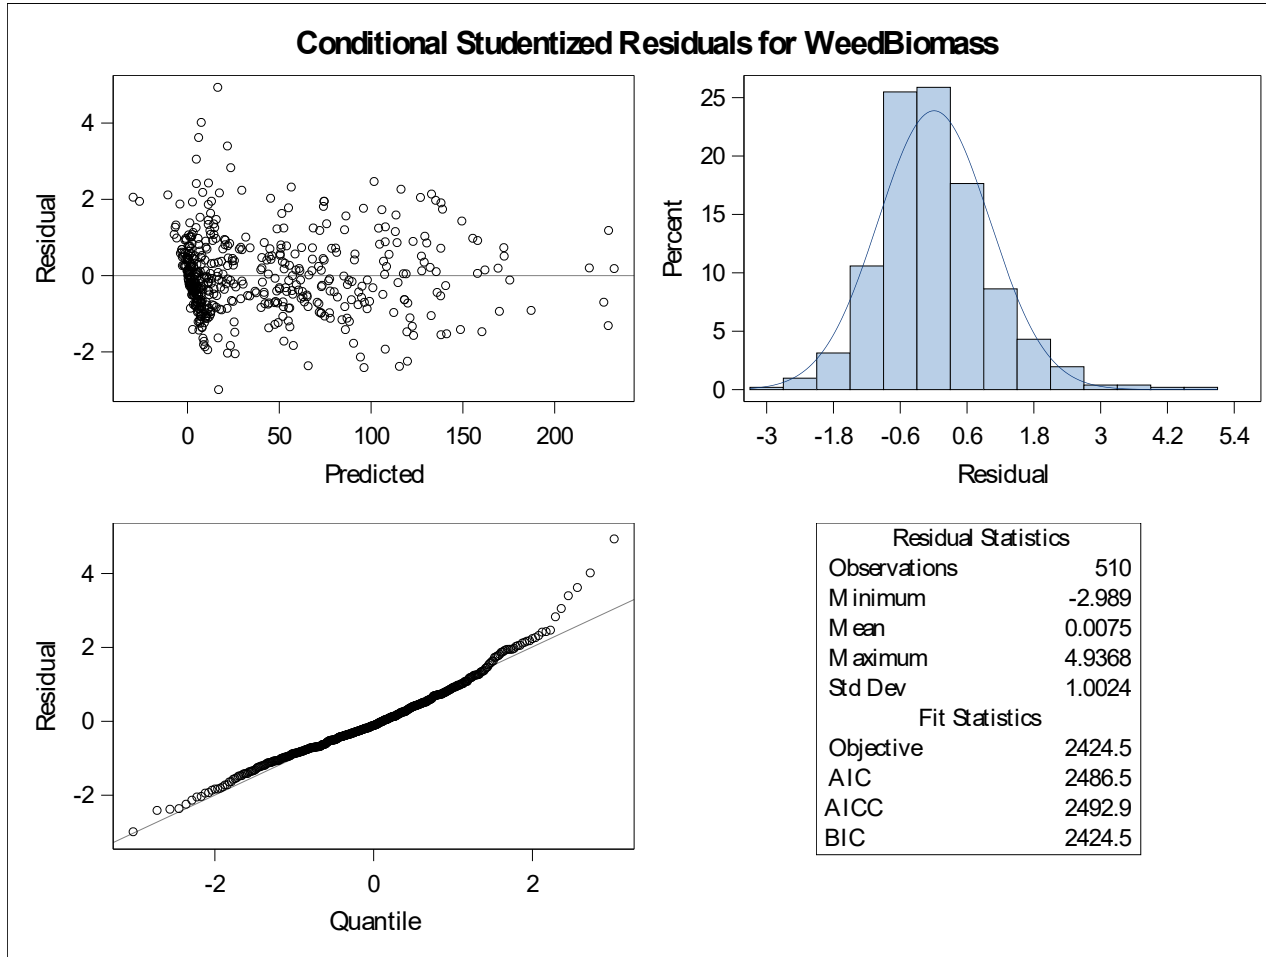 Conditional Studentized Residuals for WeedBiomass
4
2
0
-2
Residual
0 50 100 150 200
Predicted
25
20
15
10
5
0
Percent
-3 -1.8 -0.6 0.6 1.8 3 4.2 5.4
Residual
4
2
0
-2
Residual
-2 0 2
Quantile
Residual Statistics
Observations 510
Minimum -2.989
Mean 0.0075
Maximum 4.9368
Std Dev 1.0024
Fit Statistics
Objective 2424.5
AIC 2486.5
AICC 2492.9
BIC 2424.5